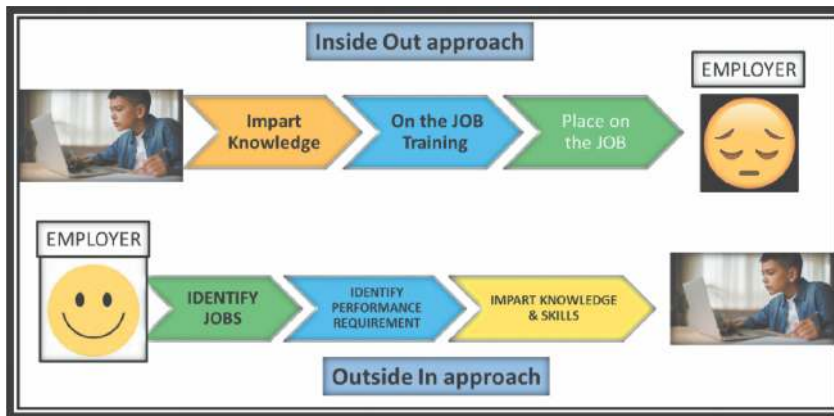 Inside Out approach
EMPLOYER
Impart
Knowledge
On the JOB
Training
Place on
the JOB
EMPLOYER
IDENTIFY
JOBS
IDENTIFY
PERFORMANCE
REQUIREMENT
IMPART KNOWLEDGE
& SKILLS
Outside In approach